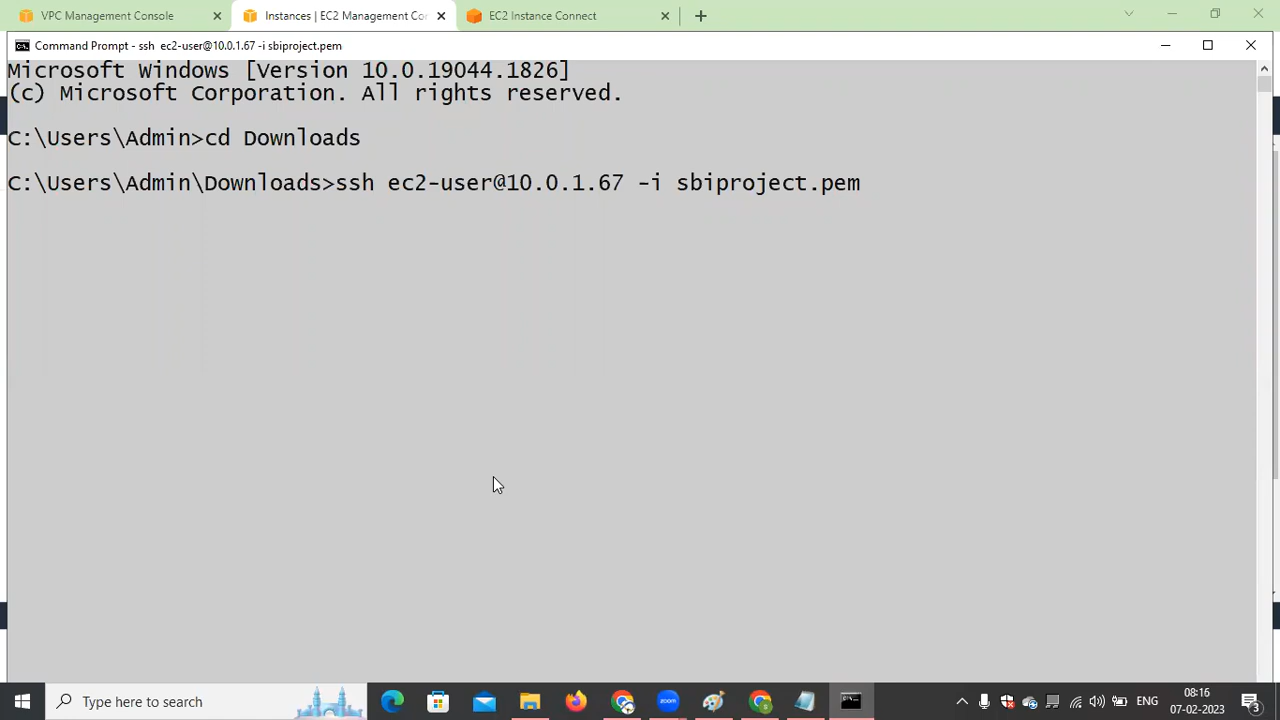 VPC Management Console
Instances | EC2 Management Cor
EC2 Instance Connect
Command Prompt - ssh  ec2-user@10.0.1.67 -i sbiproject.pem
Microsoft Windows [Version 10.0.19044.1826]
(c) Microsoft Corporation. All rights reserved.
C:\Users\Admin>cd Downloads
C:\Users\Admin\Downloads>ssh ec2-user@10.0.1.67 -i sbiproject.pem
Type here to search
zoom
ENG
08:16
07-02-2023
3